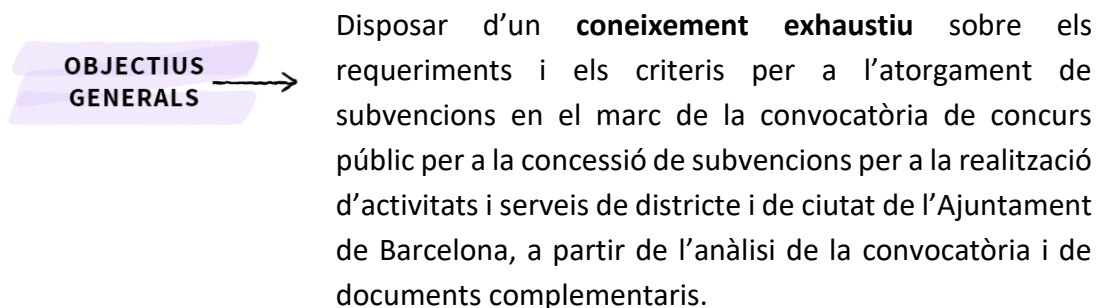 OBJECTIUS
GENERALS
Disposar d'un coneixement exhaustiu sobre els
requeriments i els criteris per a l'atorgament de
subvencions en el marc de la convocatòria de concurs
públic per a la concessió de subvencions per a la realització
d'activitats i serveis de districte i de ciutat de l'Ajuntament
de Barcelona, a partir de l'anàlisi de la convocatòria i de
documents complementaris.